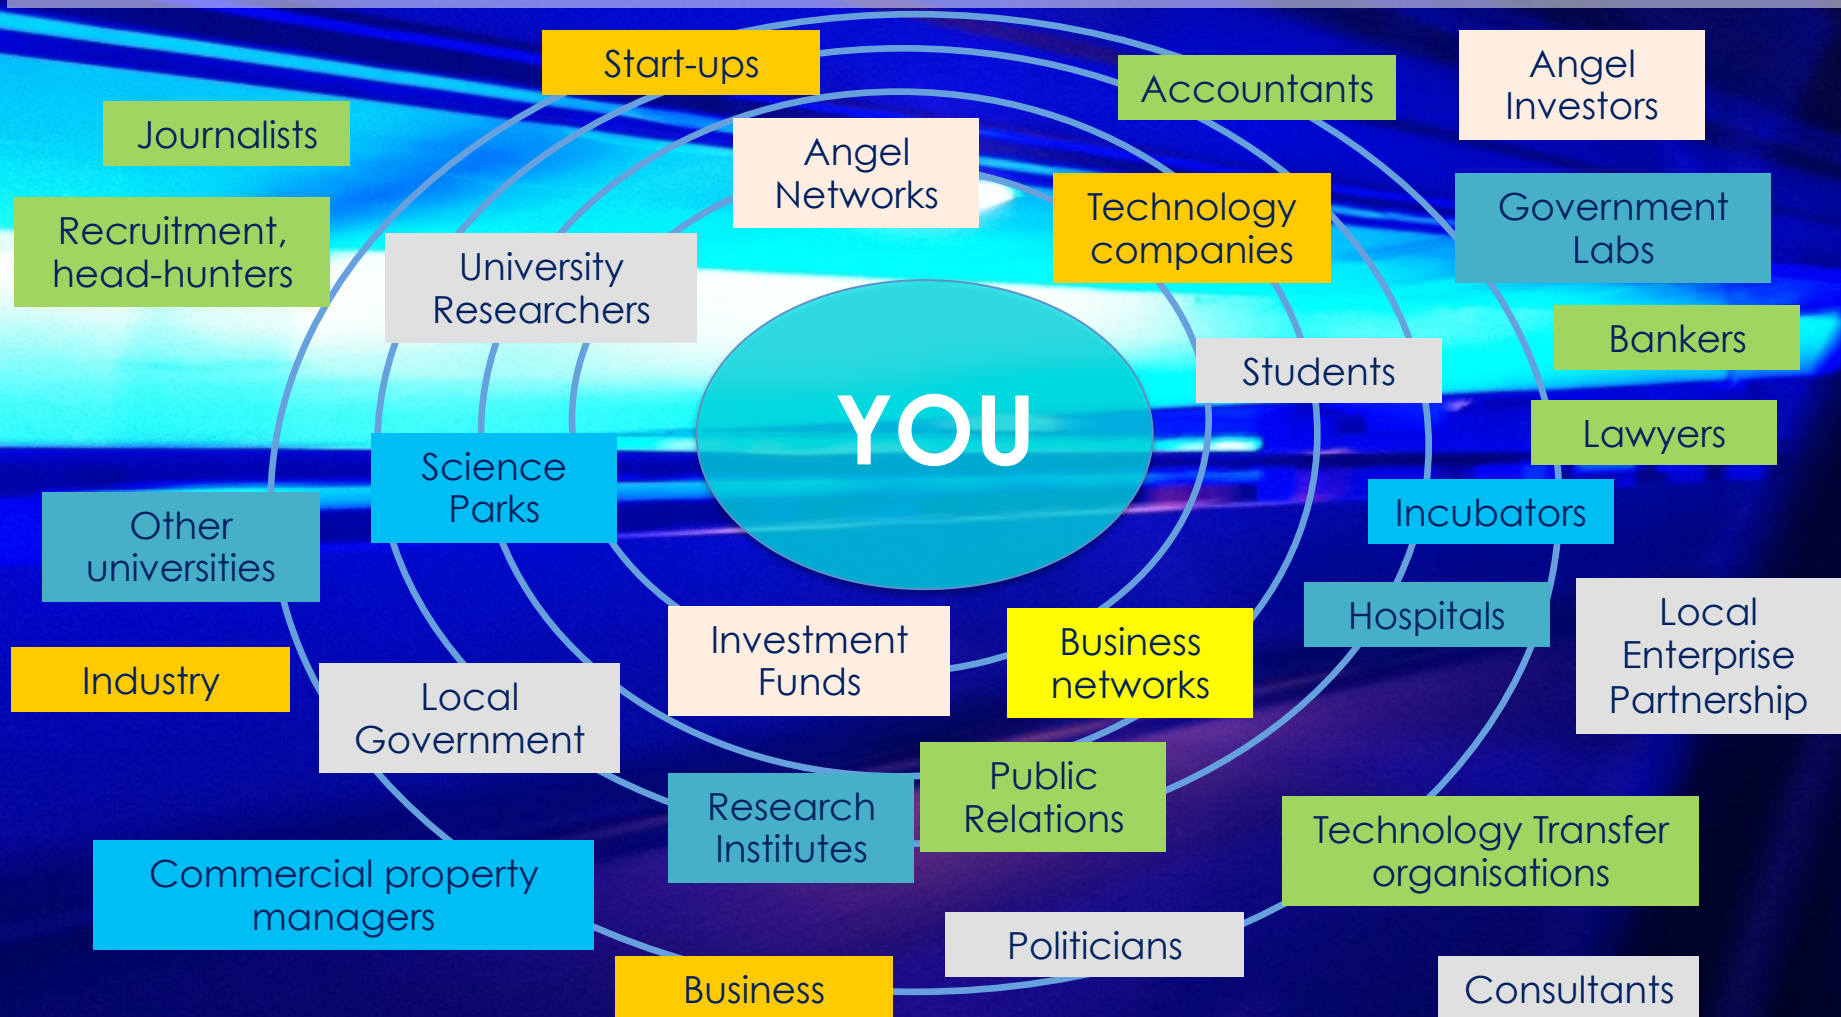 Start-ups
Accountants
Angel
Investors
Journalists
Angel
Networks
Technology
companies
Government
Labs
Recruitment,
head-hunters
University
Researchers
Bankers
Students
YOU
Lawyers
Science
Parks
Incubators
Other
universities
Hospitals
Local
Enterprise
Partnership
Investment
Funds
Business
networks
Industry
Local
Government
Public
Relations
Research
Institutes
Technology Transfer
organisations
Commercial property
managers
Politicians
Business
Consultants